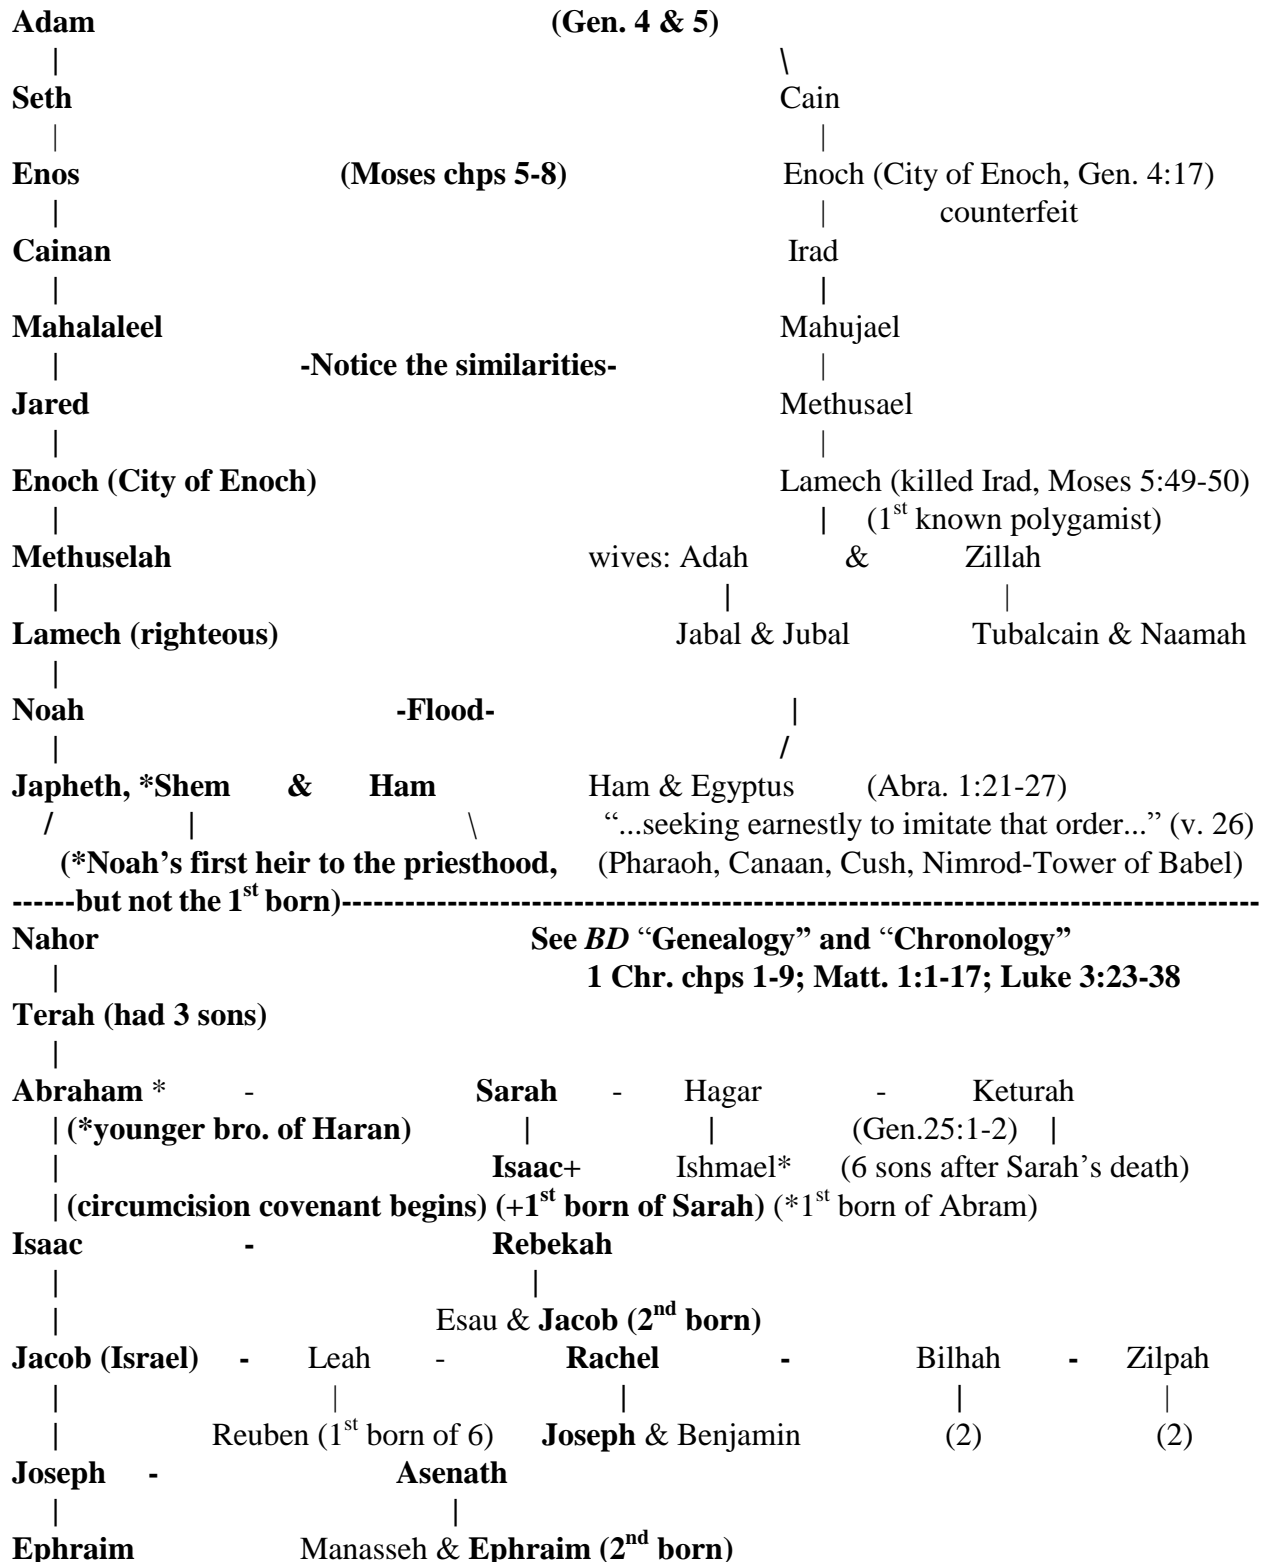 Adam (Gen. 4 & 5)
| \
Seth Cain
| |
Enos (Moses chps 5-8) Enoch (City of Enoch, Gen. 4:17)
| | counterfeit
Cainan Irad
| |
Mahalaleel Mahujael
| -Notice the similarities- |
Jared Methusael
| |
Enoch (City of Enoch) Lamech (killed Irad, Moses 5:49-50)
| | (1st known polygamist)
Methuselah wives: Adah & Zillah
| | |
Lamech (righteous) Jabal & Jubal Tubalcain & Naamah
|
Noah -Flood- |
| /
Japheth, *Shem & Ham Ham & Egyptus (Abra. 1:21-27)
/ | \ “...seeking earnestly to imitate that order...” (v. 26)
(*Noah’s first heir to the priesthood, (Pharaoh, Canaan, Cush, Nimrod-Tower of Babel)
------but not the 1st born)---------------------------------------------------------------------------------------
Nahor See BD “Genealogy” and “Chronology”
| 1 Chr. chps 1-9; Matt. 1:1-17; Luke 3:23-38
Terah (had 3 sons)
|
Abraham * - Sarah - Hagar - Keturah
| (*younger bro. of Haran) | | (Gen.25:1-2) |
| Isaac+ Ishmael* (6 sons after Sarah’s death)
| (circumcision covenant begins) (+1st born of Sarah) (*1st born of Abram)
Isaac - Rebekah
| |
| Esau & Jacob (2nd born)
Jacob (Israel) - Leah - Rachel - Bilhah - Zilpah
| | | | |
| Reuben (1st born of 6) Joseph & Benjamin (2) (2)
Joseph - Asenath
| |
Ephraim Manasseh & Ephraim (2nd born)